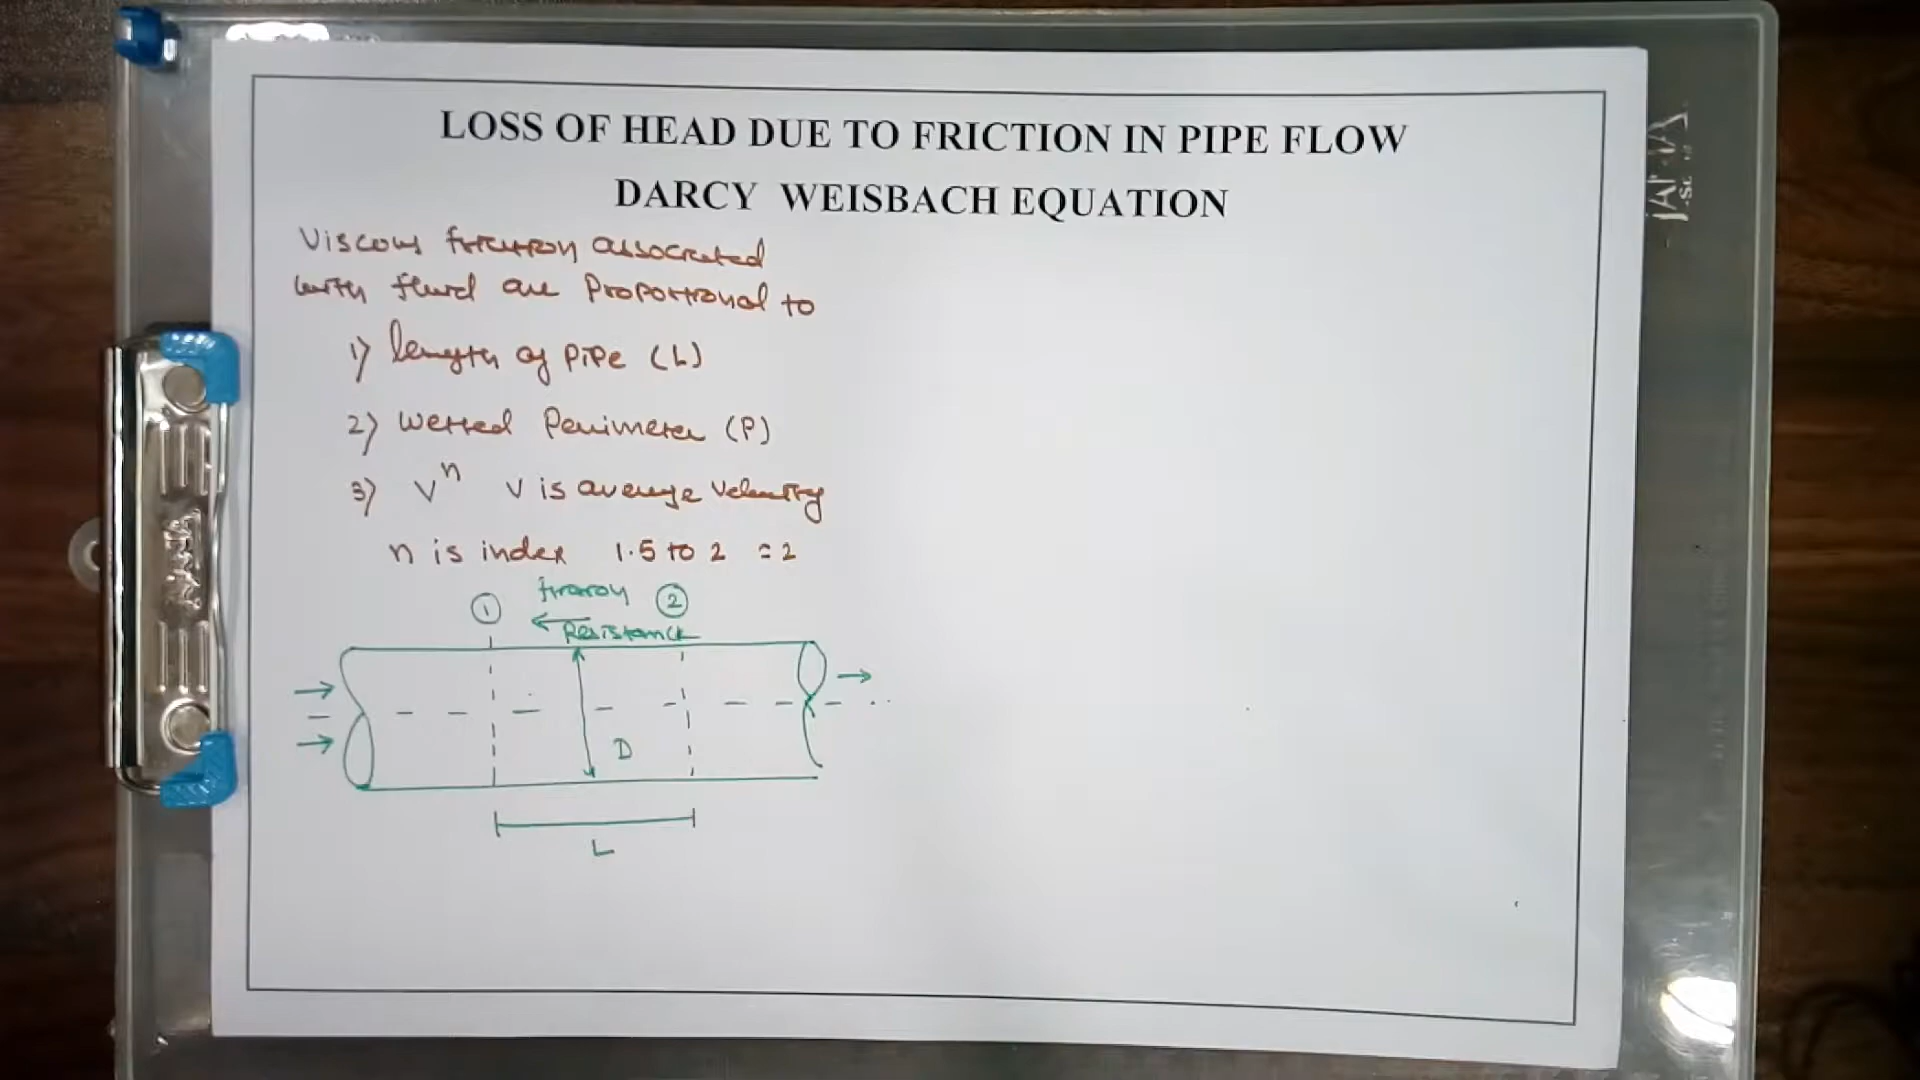 LOSS OF HEAD DUE TO FRICTION IN PIPE FLOW
DARCY WEISBACH EQUATION
Viscous friction associated
with fluid are Proportional to
1) length of PiPe (L)
2) Wetted Perimeter (P)
3) V^n V is average Velocity
n is index 1.5 to 2 = 2
① friction ②
←
Resistance
D
L